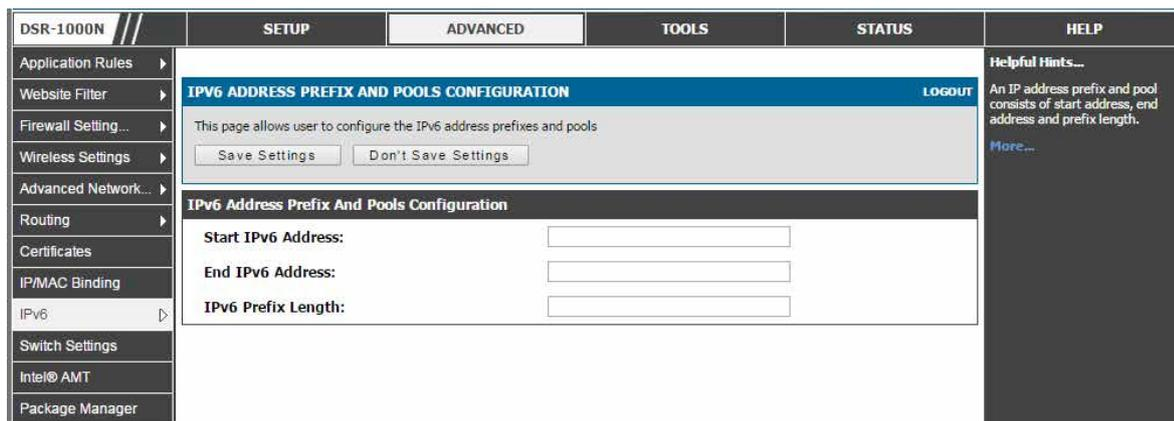 DSR-1000N
SETUP
ADVANCED
TOOLS
STATUS
HELP
Application Rules
Website Filter
Firewall Setting...
Wireless Settings
Advanced Network...
Routing
Certificates
IP/MAC Binding
IPv6
Switch Settings
Intel® AMT
Package Manager
IPV6 ADDRESS PREFIX AND POOLS CONFIGURATION
LOGOUT
This page allows user to configure the IPv6 address prefixes and pools
Save Settings
Don't Save Settings
IPv6 Address Prefix And Pools Configuration
Start IPv6 Address:
End IPv6 Address:
IPv6 Prefix Length:
Helpful Hints...
An IP address prefix and pool
consists of start address, end
address and prefix length.
More...